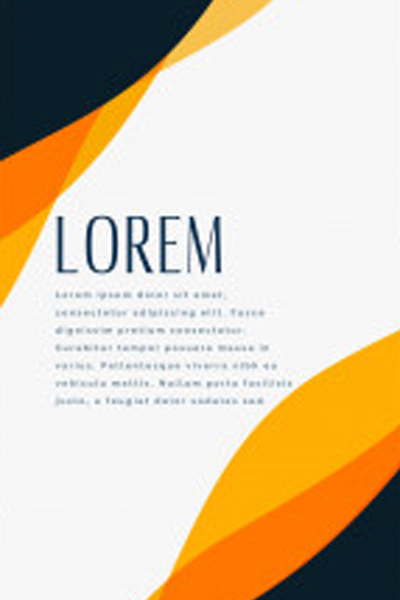 LOREM
Lorem ipsum dolor sit amet,
consectetur adipiscing elit. Fusce
dignissim pretium consectetur.
Curabitur tempor posuere massa in
varius. Pellentesque viverra nibh eu
vehicula mattis. Nullam porta facilisis
justo, a feugiat dolor sodales sed